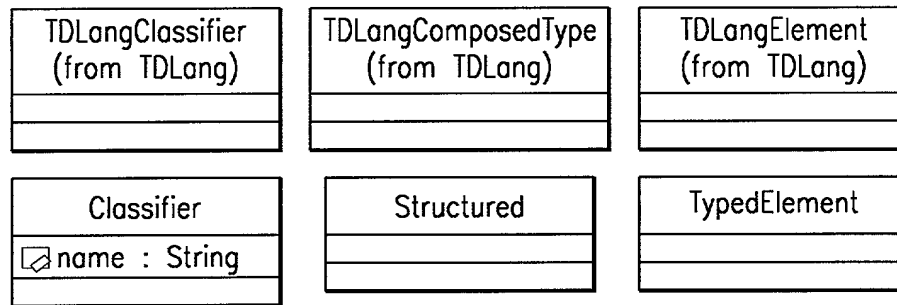 TDLangClassifier
(from TDLang)
TDLangComposedType
(from TDLang)
TDLangElement
(from TDLang)
Classifier
name : String
Structured
TypedElement